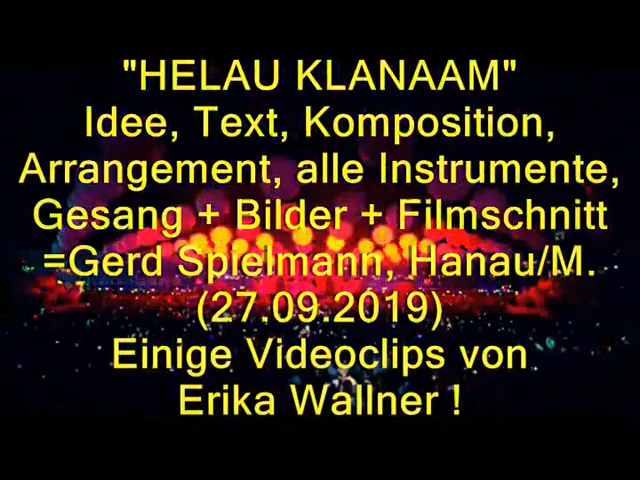 "HELAU KLANAAM"
Idee, Text, Komposition,
Arrangement, alle Instrumente,
Gesang + Bilder + Filmschnitt
=Gerd Spielmann, Hanau/M.
(27.09.2019)
Einige Videoclips von
Erika Wallner !